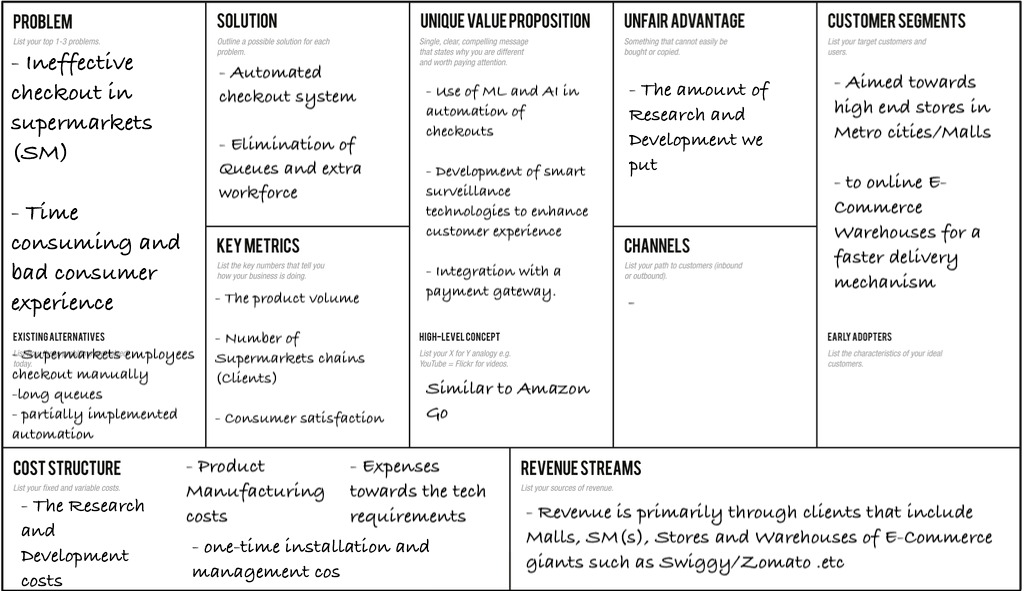 PROBLEM
List your top 1-3 problems.
- Ineffective
checkout in
supermarkets
(SM)
- Time
consuming and
bad consumer
experience
EXISTING ALTERNATIVES
- Supermarkets employees
today.
checkout manually
-long queues
- partially implemented
automation
SOLUTION
Outline a possible solution for each
problem.
- Automated
checkout system
- Elimination of
Queues and extra
workforce
KEY METRICS
List the key numbers that tell you
how your business is doing.
- The product volume
- Number of
Supermarkets chains
(Clients)
- Consumer satisfaction
UNIQUE VALUE PROPOSITION
Single, clear, compelling message
that states why you are different
and worth paying attention.
- Use of ML and AI in
automation of
checkouts
- Development of smart
surveillance
technologies to enhance
customer experience
- Integration with a
payment gateway.
HIGH-LEVEL CONCEPT
List your X for Y analogy e.g.
YouTube = Flickr for videos.
Similar to Amazon
Go
UNFAIR ADVANTAGE
Something that cannot easily be
bought or copied.
- The amount of
Research and
Development we
put
CHANNELS
List your path to customers (inbound
or outbound).
-
CUSTOMER SEGMENTS
List your target customers and
users.
- Aimed towards
high end stores in
Metro cities/Malls
- to online E-
Commerce
Warehouses for a
faster delivery
mechanism
EARLY ADOPTERS
List the characteristics of your ideal
customers.
COST STRUCTURE
List your fixed and variable costs.
- The Research
and
Development
costs
- Product
Manufacturing
costs
- Expenses
towards the tech
requirements
- one-time installation and
management cos
REVENUE STREAMS
List your sources of revenue.
- Revenue is primarily through clients that include
Malls, SM(s), Stores and Warehouses of E-Commerce
giants such as Swiggy/Zomato .etc